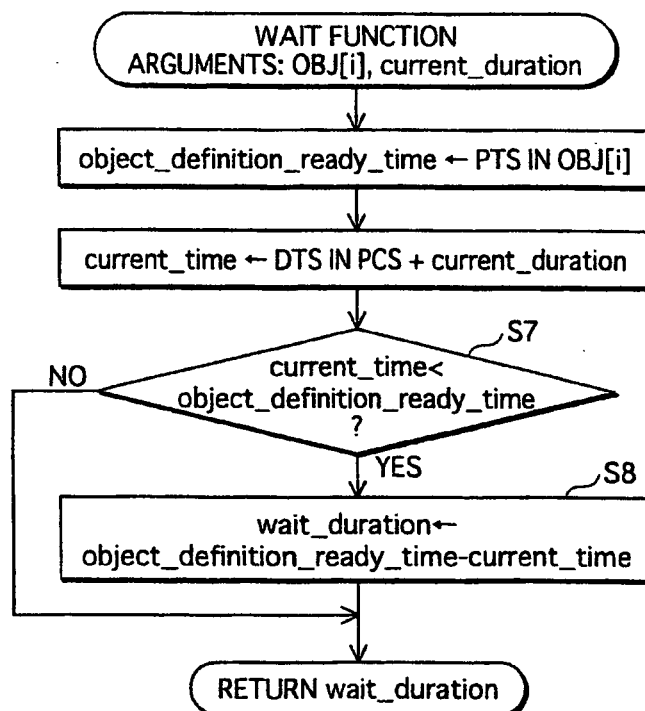 WAIT FUNCTION
ARGUMENTS: OBJ[i], current_duration
object_definition_ready_time ← PTS IN OBJ[i]
current_time ← DTS IN PCS + current_duration
S7
current_time<
object_definition_ready_time
?
NO
YES
S8
wait_duration←
object_definition_ready_time-current_time
RETURN wait_duration